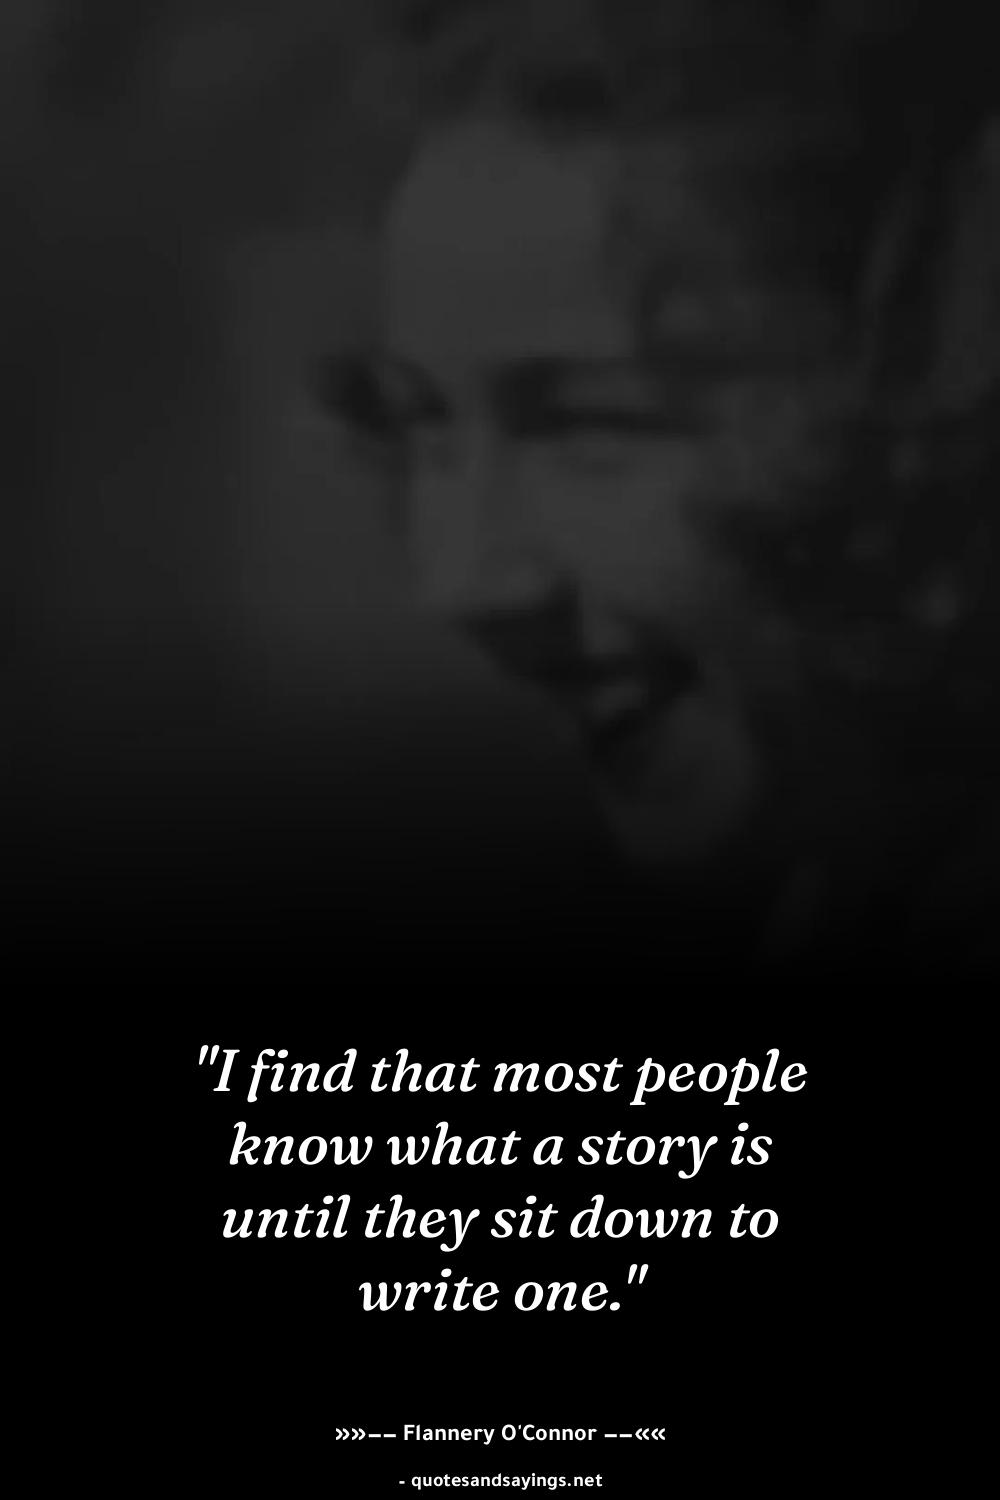 "I find that most people
know what a story is
until they sit down to
write one."
»»–– Flannery O'Connor ––««
- quotesandsayings.net